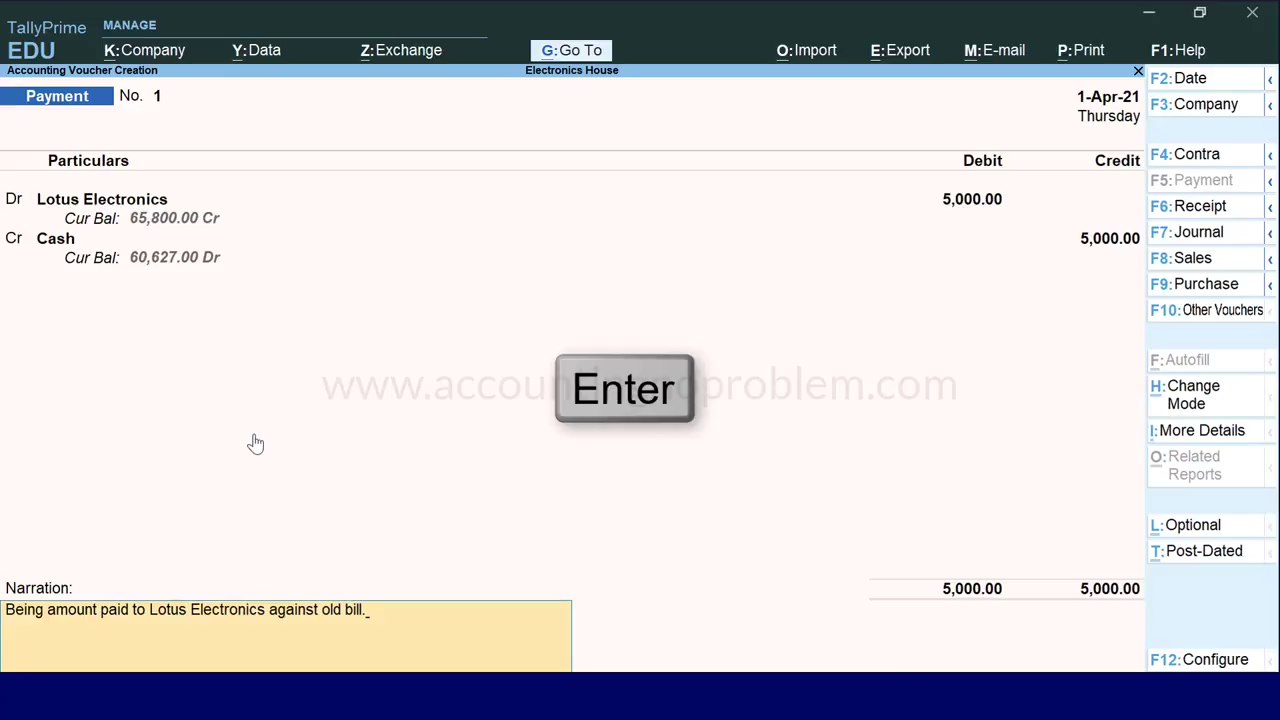 TallyPrime
EDU
MANAGE
K:Company
Y:Data
Z:Exchange
G:Go To
O:Import
E:Export
M:E-mail
P:Print
F1:Help
Accounting Voucher Creation
Electronics House
Payment No. 1
1-Apr-21
Thursday
Particulars Debit Credit
Dr Lotus Electronics 5,000.00
Cur Bal: 65,800.00 Cr
Cr Cash 5,000.00
Cur Bal: 60,627.00 Dr
Enter
Narration:
5,000.00 5,000.00
Being amount paid to Lotus Electronics against old bill._
F2:Date
F3:Company
F4:Contra
F5:Payment
F6:Receipt
F7:Journal
F8:Sales
F9:Purchase
F10:Other Vouchers
F:Autofill
H:Change
Mode
I:More Details
O:Related
Reports
L:Optional
T:Post-Dated
F12:Configure